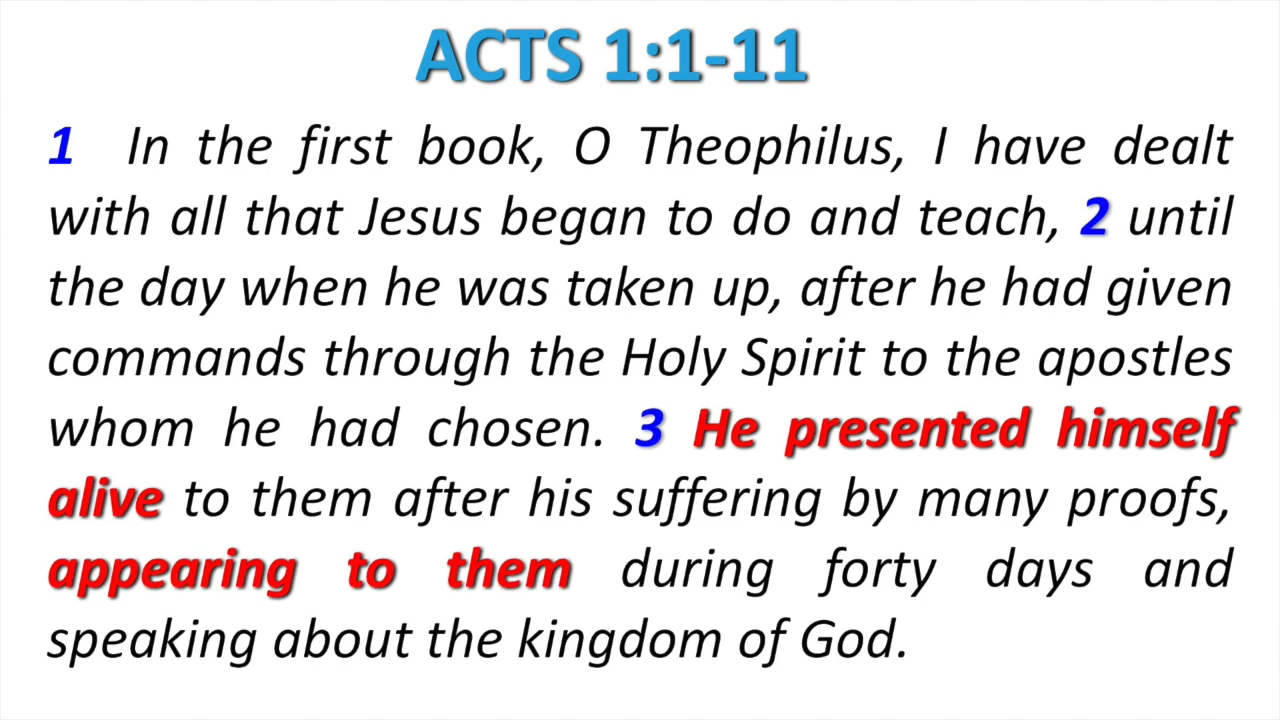 ACTS 1:1-11
1 In the first book, O Theophilus, I have dealt
with all that Jesus began to do and teach, 2 until
the day when he was taken up, after he had given
commands through the Holy Spirit to the apostles
whom he had chosen. 3 He presented himself
alive to them after his suffering by many proofs,
appearing to them during forty days and
speaking about the kingdom of God.